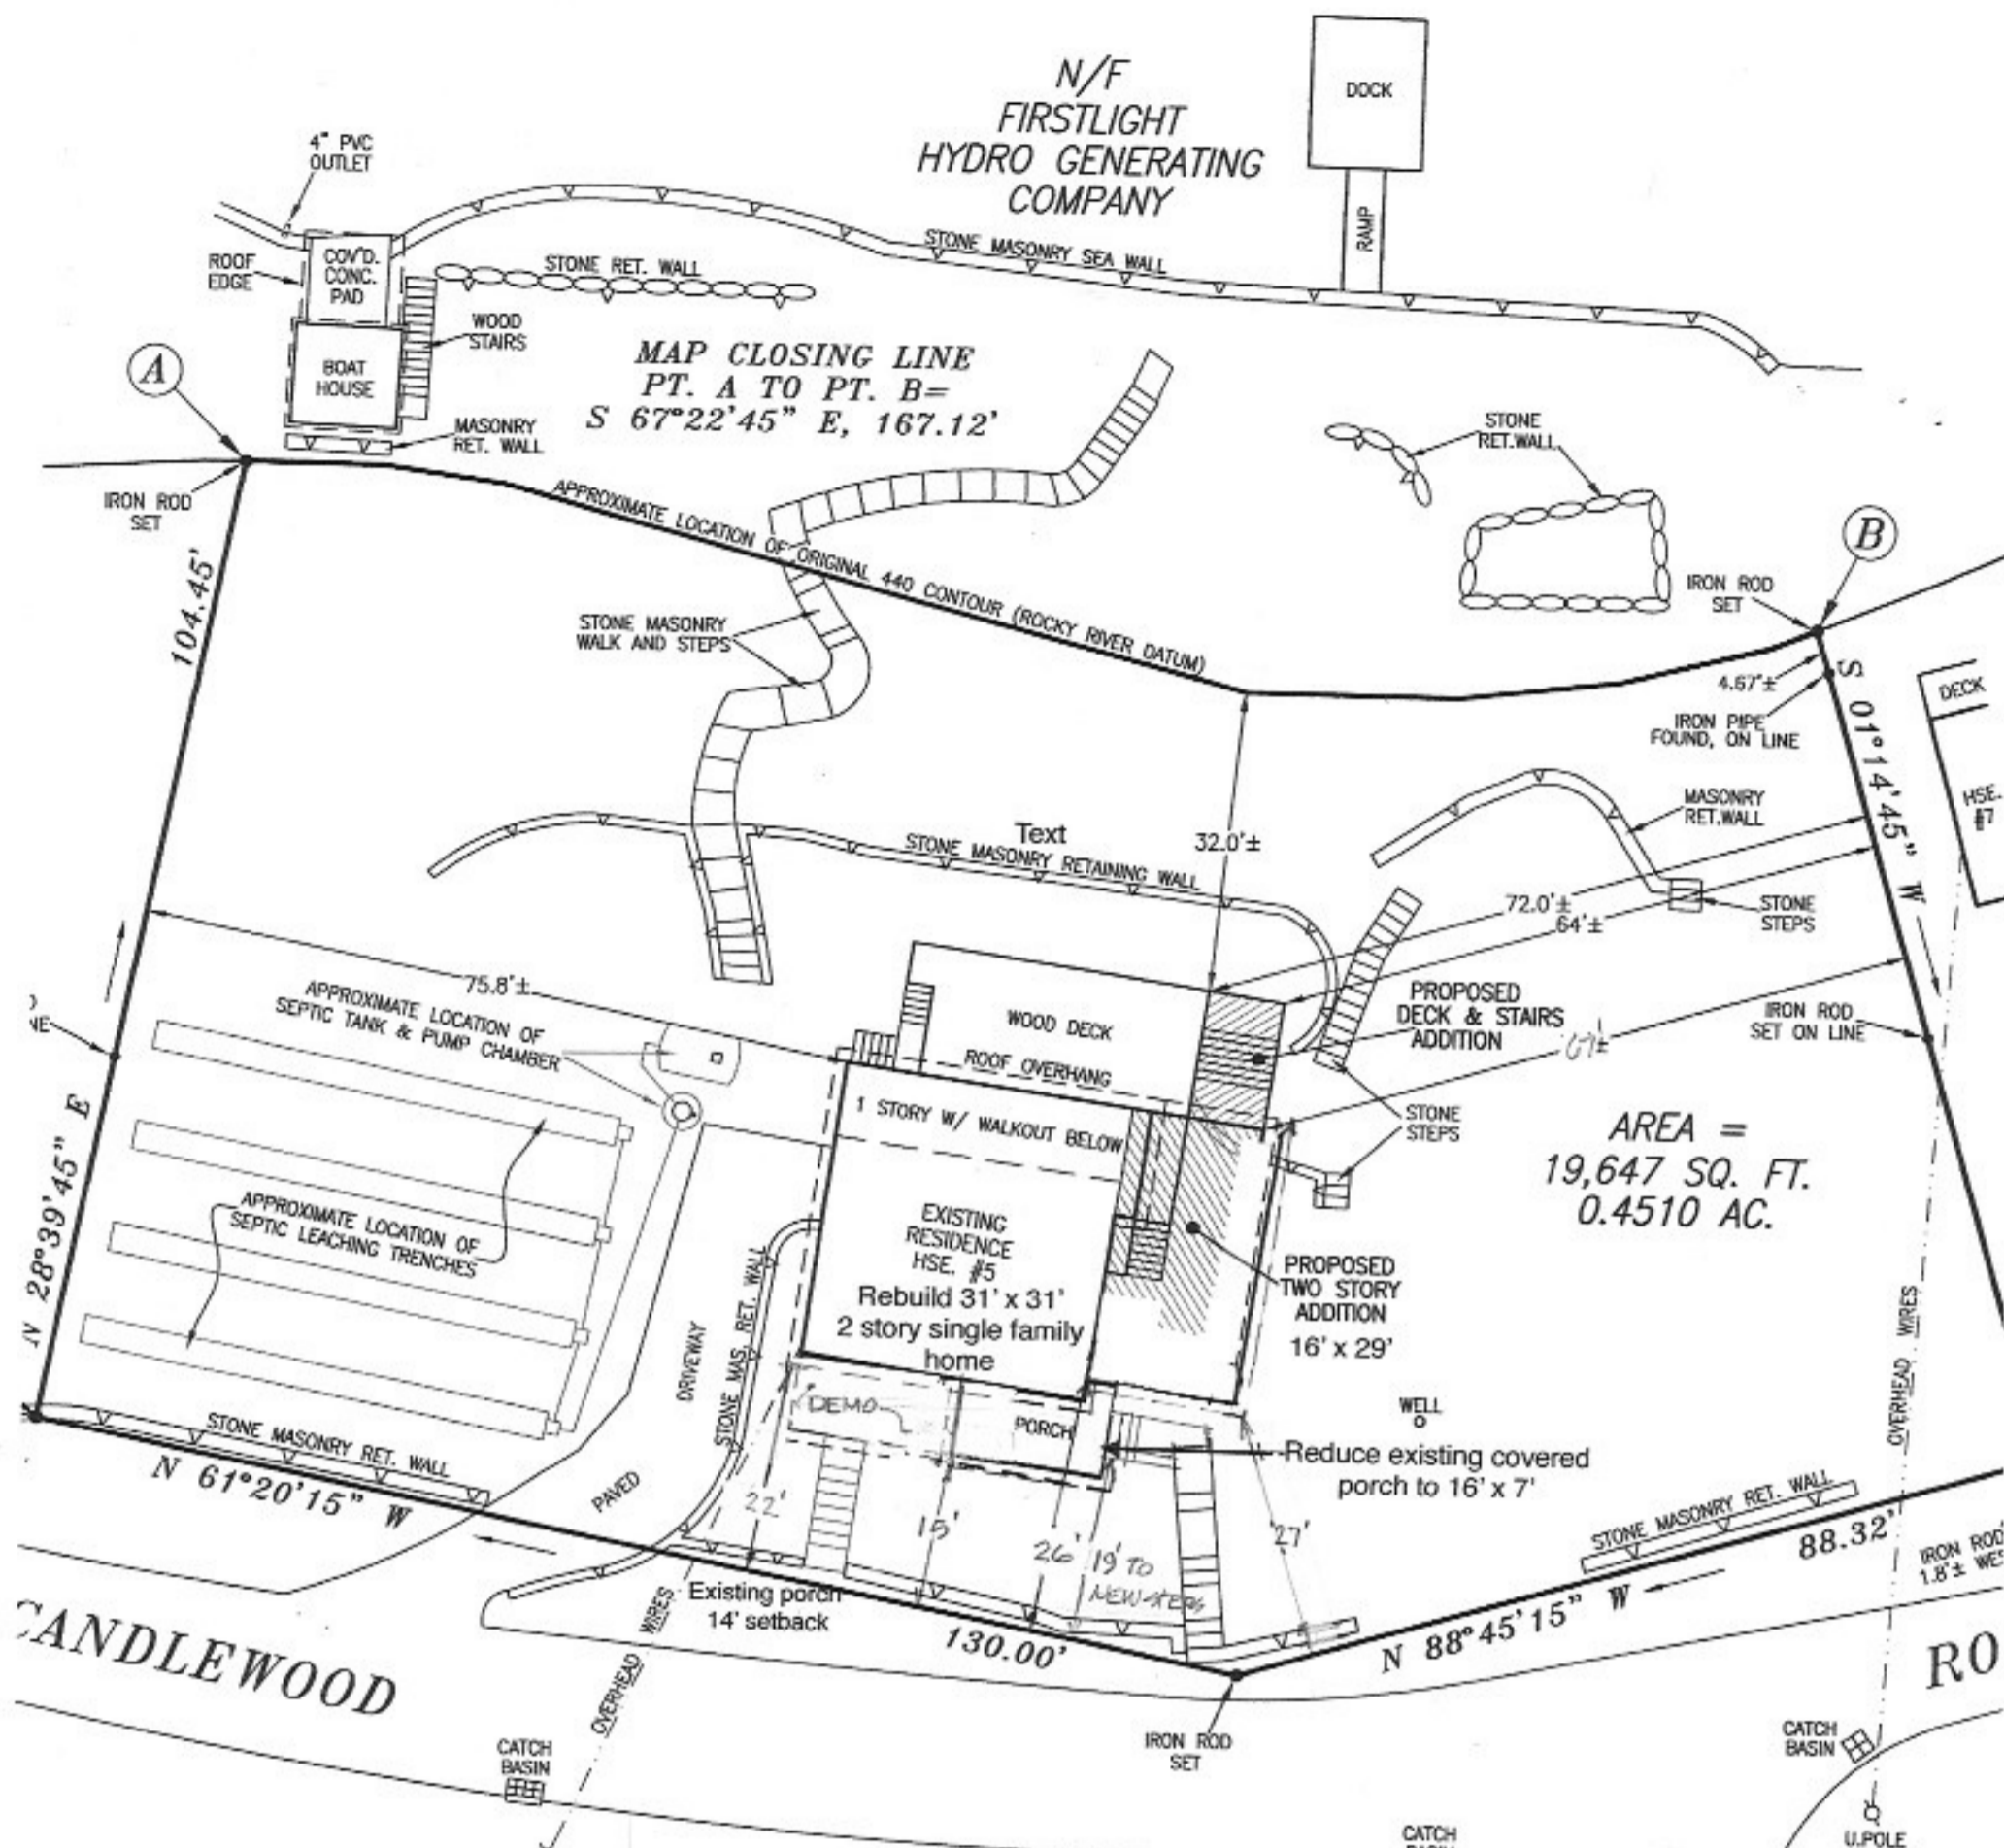 N/F
FIRSTLIGHT
HYDRO GENERATING
COMPANY
DOCK
RAMP
4" PVC
OUTLET
ROOF
EDGE
COV'D.
CONC.
PAD
STONE RET. WALL
STONE MASONRY SEA WALL
WOOD
STAIRS
BOAT
HOUSE
A
MASONRY
RET. WALL
MAP CLOSING LINE
PT. A TO PT. B=
S 67°22'45" E, 167.12'
IRON ROD
SET
STONE
RET.WALL
B
APPROXIMATE LOCATION OF ORIGINAL 440 CONTOUR (ROCKY RIVER DATUM)
IRON ROD
SET
104.45'
STONE MASONRY
WALK AND STEPS
4.67'±
IRON PIPE
FOUND, ON LINE
S 01°14'45" W
DECK
HSE.
#7
MASONRY
RET.WALL
Text
STONE MASONRY RETAINING WALL
32.0'±
72.0'±
64'±
STONE
STEPS
75.8'±
APPROXIMATE LOCATION OF
SEPTIC TANK & PUMP CHAMBER
WOOD DECK
ROOF OVERHANG
PROPOSED
DECK & STAIRS
ADDITION
67'±
IRON ROD
SET ON LINE
NE
N 28°39'45" E
1 STORY W/ WALKOUT BELOW
STONE
STEPS
AREA =
19,647 SQ. FT.
0.4510 AC.
APPROXIMATE LOCATION OF
SEPTIC LEACHING TRENCHES
EXISTING
RESIDENCE
HSE. #5
Rebuild 31' x 31'
2 story single family
home
PROPOSED
TWO STORY
ADDITION
16' x 29'
DRIVEWAY
STONE MAS. RET. WALL
OVERHEAD WIRES
DEMO
PORCH
WELL
Reduce existing covered
porch to 16' x 7'
STONE MASONRY RET. WALL
N 61°20'15" W
PAVED
22'
15'
26'
19' TO
NEW STEPS
27'
STONE MASONRY RET. WALL
88.32'
IRON ROD
1.8'± WES
Existing porch
14' setback
130.00'
N 88°45'15" W
CANDLEWOOD
RO
OVERHEAD WIRES
IRON ROD
SET
CATCH
BASIN
CATCH
BASIN
CATCH
U.POLE